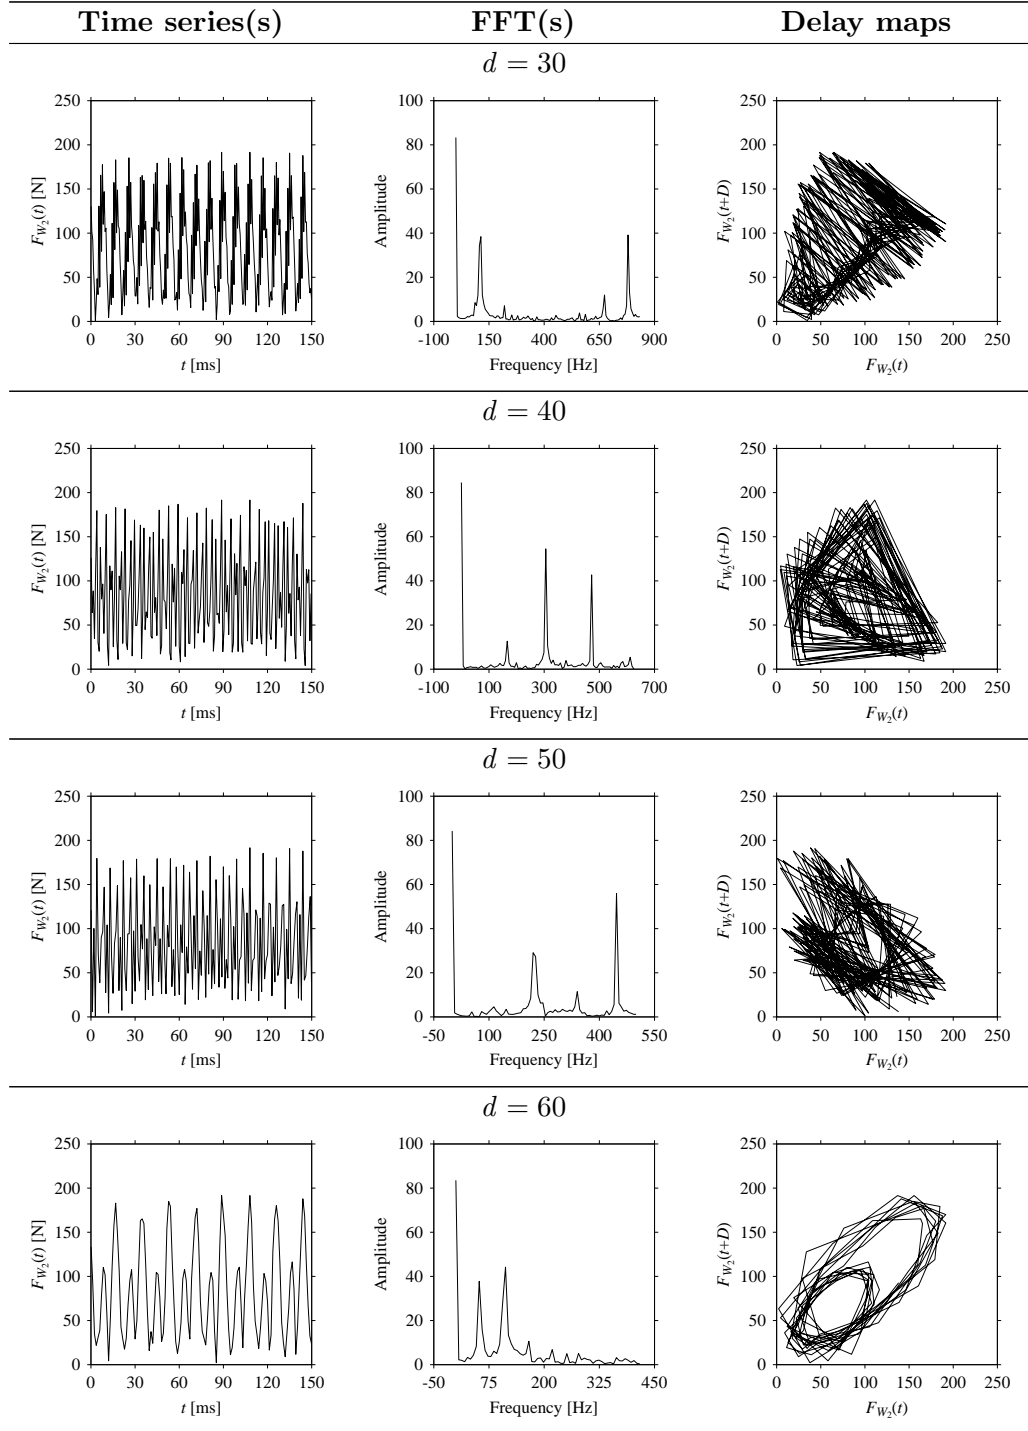 Time series(s) FFT(s) Delay maps
d = 30
250 200 150 100 50 0
F_{W_2}(t) [N]
0 30 60 90 120 150
t [ms]
100 80 60 40 20 0
Amplitude
-100 150 400 650 900
Frequency [Hz]
250 200 150 100 50 0
F_{W_2}(t+D)
0 50 100 150 200 250
F_{W_2}(t)
d = 40
250 200 150 100 50 0
F_{W_2}(t) [N]
0 30 60 90 120 150
t [ms]
100 80 60 40 20 0
Amplitude
-100 100 300 500 700
Frequency [Hz]
250 200 150 100 50 0
F_{W_2}(t+D)
0 50 100 150 200 250
F_{W_2}(t)
d = 50
250 200 150 100 50 0
F_{W_2}(t) [N]
0 30 60 90 120 150
t [ms]
100 80 60 40 20 0
Amplitude
-50 100 250 400 550
Frequency [Hz]
250 200 150 100 50 0
F_{W_2}(t+D)
0 50 100 150 200 250
F_{W_2}(t)
d = 60
250 200 150 100 50 0
F_{W_2}(t) [N]
0 30 60 90 120 150
t [ms]
100 80 60 40 20 0
Amplitude
-50 75 200 325 450
Frequency [Hz]
250 200 150 100 50 0
F_{W_2}(t+D)
0 50 100 150 200 250
F_{W_2}(t)